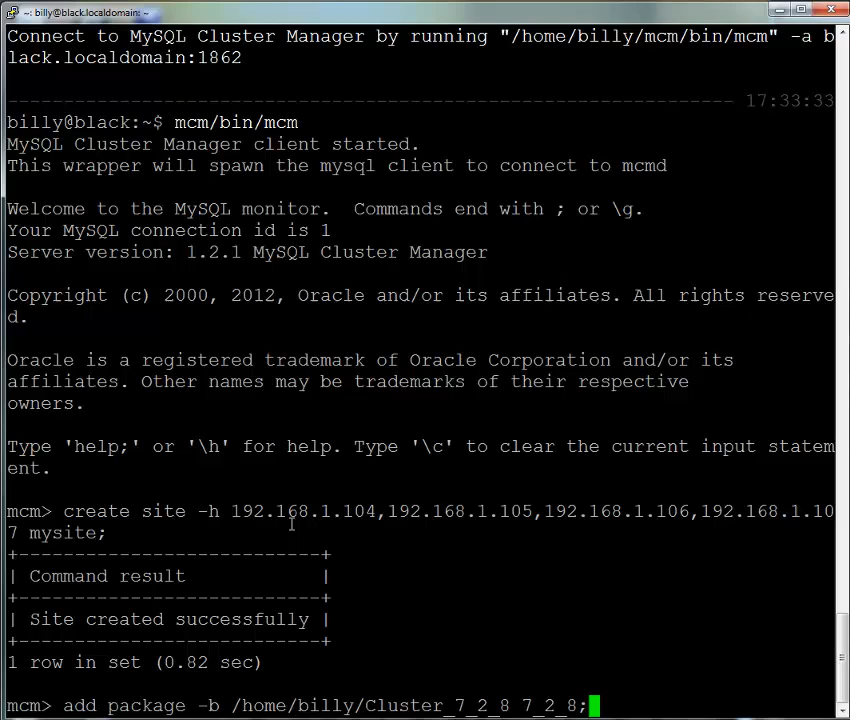 ~: billy@black.localdomain: ~
Connect to MySQL Cluster Manager by running "/home/billy/mcm/bin/mcm" -a b
lack.localdomain:1862
-------------------------------------------------------------------- 17:33:33
billy@black:~$ mcm/bin/mcm
MySQL Cluster Manager client started.
This wrapper will spawn the mysql client to connect to mcmd
Welcome to the MySQL monitor.  Commands end with ; or \g.
Your MySQL connection id is 1
Server version: 1.2.1 MySQL Cluster Manager
Copyright (c) 2000, 2012, Oracle and/or its affiliates. All rights reserve
d.
Oracle is a registered trademark of Oracle Corporation and/or its
affiliates. Other names may be trademarks of their respective
owners.
Type 'help;' or '\h' for help. Type '\c' to clear the current input statem
ent.
mcm> create site -h 192.168.1.104,192.168.1.105,192.168.1.106,192.168.1.10
7 mysite;
+---------------------------+
| Command result            |
+---------------------------+
| Site created successfully |
+---------------------------+
1 row in set (0.82 sec)
mcm> add package -b /home/billy/Cluster_7_2_8 7_2_8;